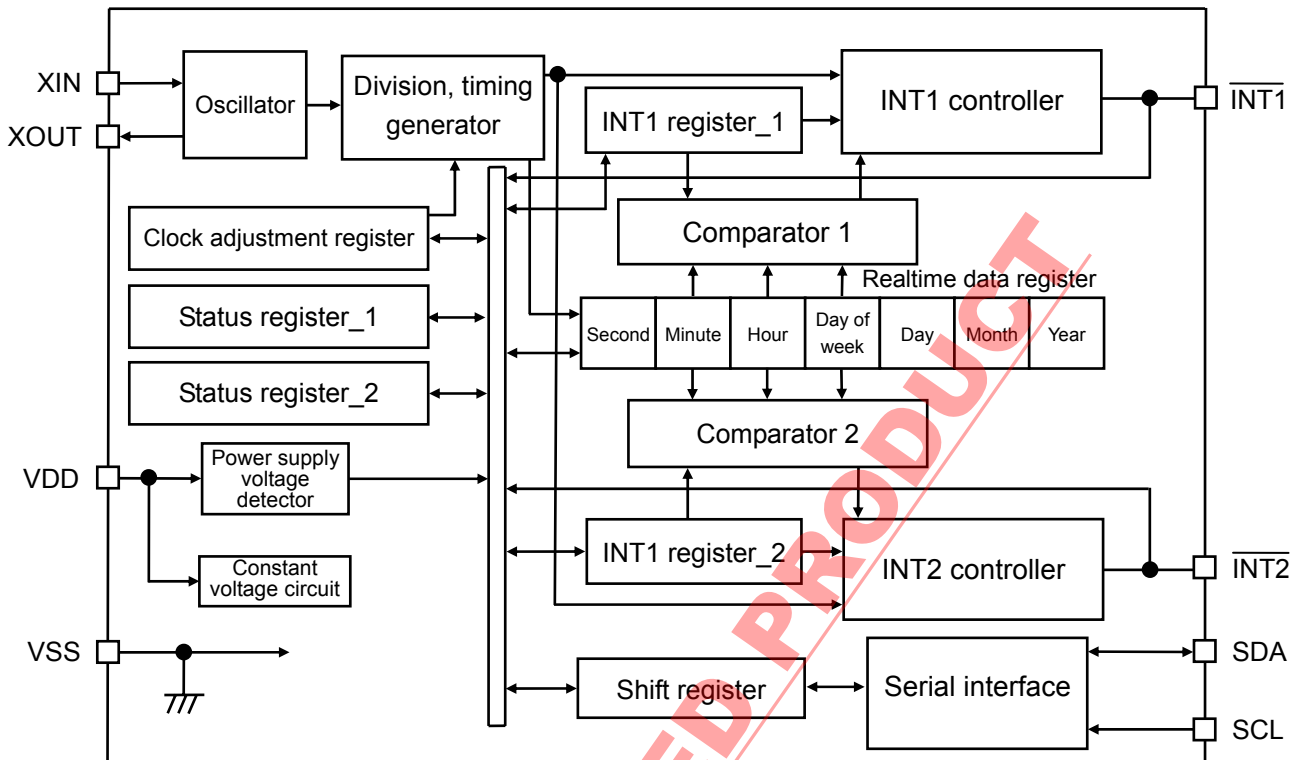 XIN
XOUT
Oscillator
Division, timing
generator
INT1 register_1
INT1 controller
INT1
Clock adjustment register
Comparator 1
Realtime data register
Status register_1
Second
Minute
Hour
Day of
week
Day
Month
Year
Status register_2
Comparator 2
VDD
Power supply
voltage
detector
INT1 register_2
INT2 controller
INT2
Constant
voltage circuit
VSS
Shift register
Serial interface
SDA
SCL
PRODUCT